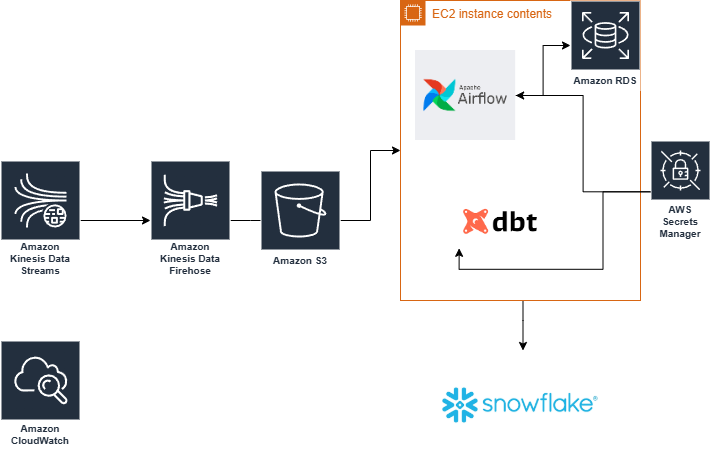 EC2 instance contents
Amazon RDS
Apache
Airflow
AWS
Secrets
Manager
dbt
Amazon
Kinesis Data
Streams
Amazon
Kinesis Data
Firehose
Amazon S3
Amazon
CloudWatch
snowflake®